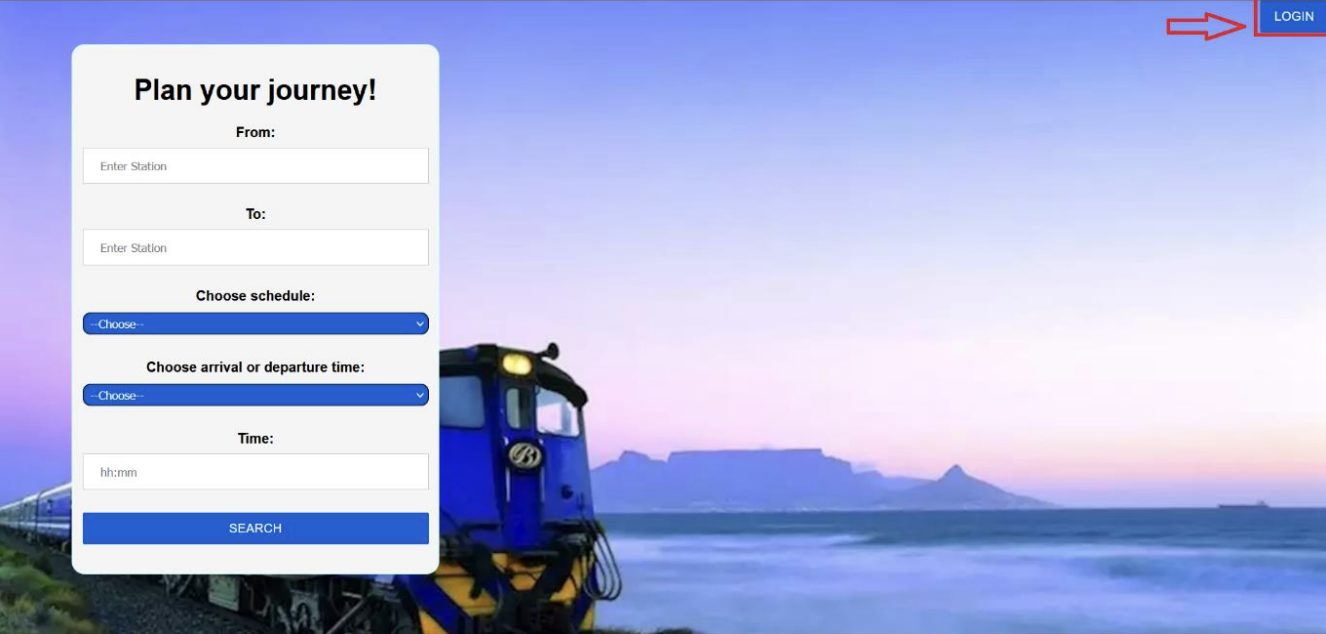 LOGIN
Plan your journey!
From:
Enter Station
To:
Enter Station
Choose schedule:
--Choose--
Choose arrival or departure time:
--Choose--
Time:
hh:mm
SEARCH
B